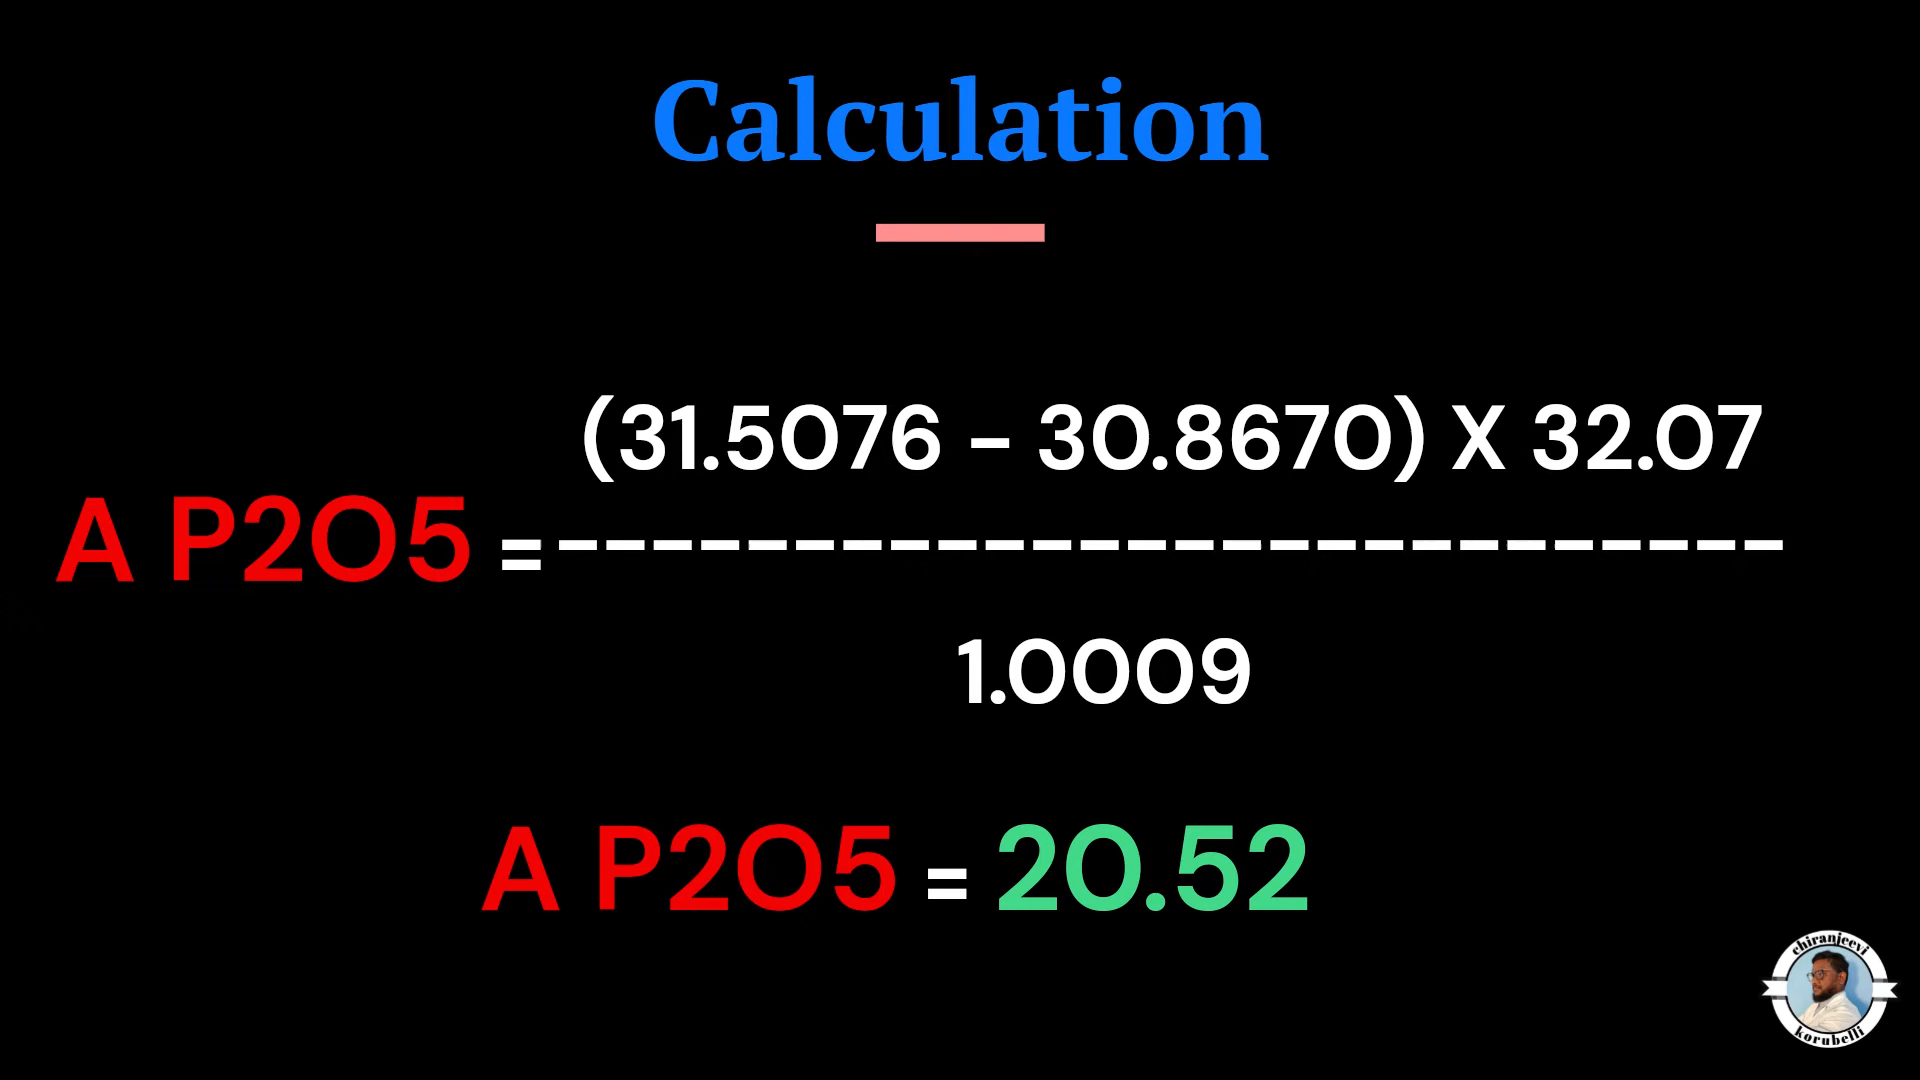 Calculation
(31.5076 - 30.8670) X 32.07
A P2O5 = --------------------------
1.0009
A P2O5 = 20.52
chiranjeevi
korubelli